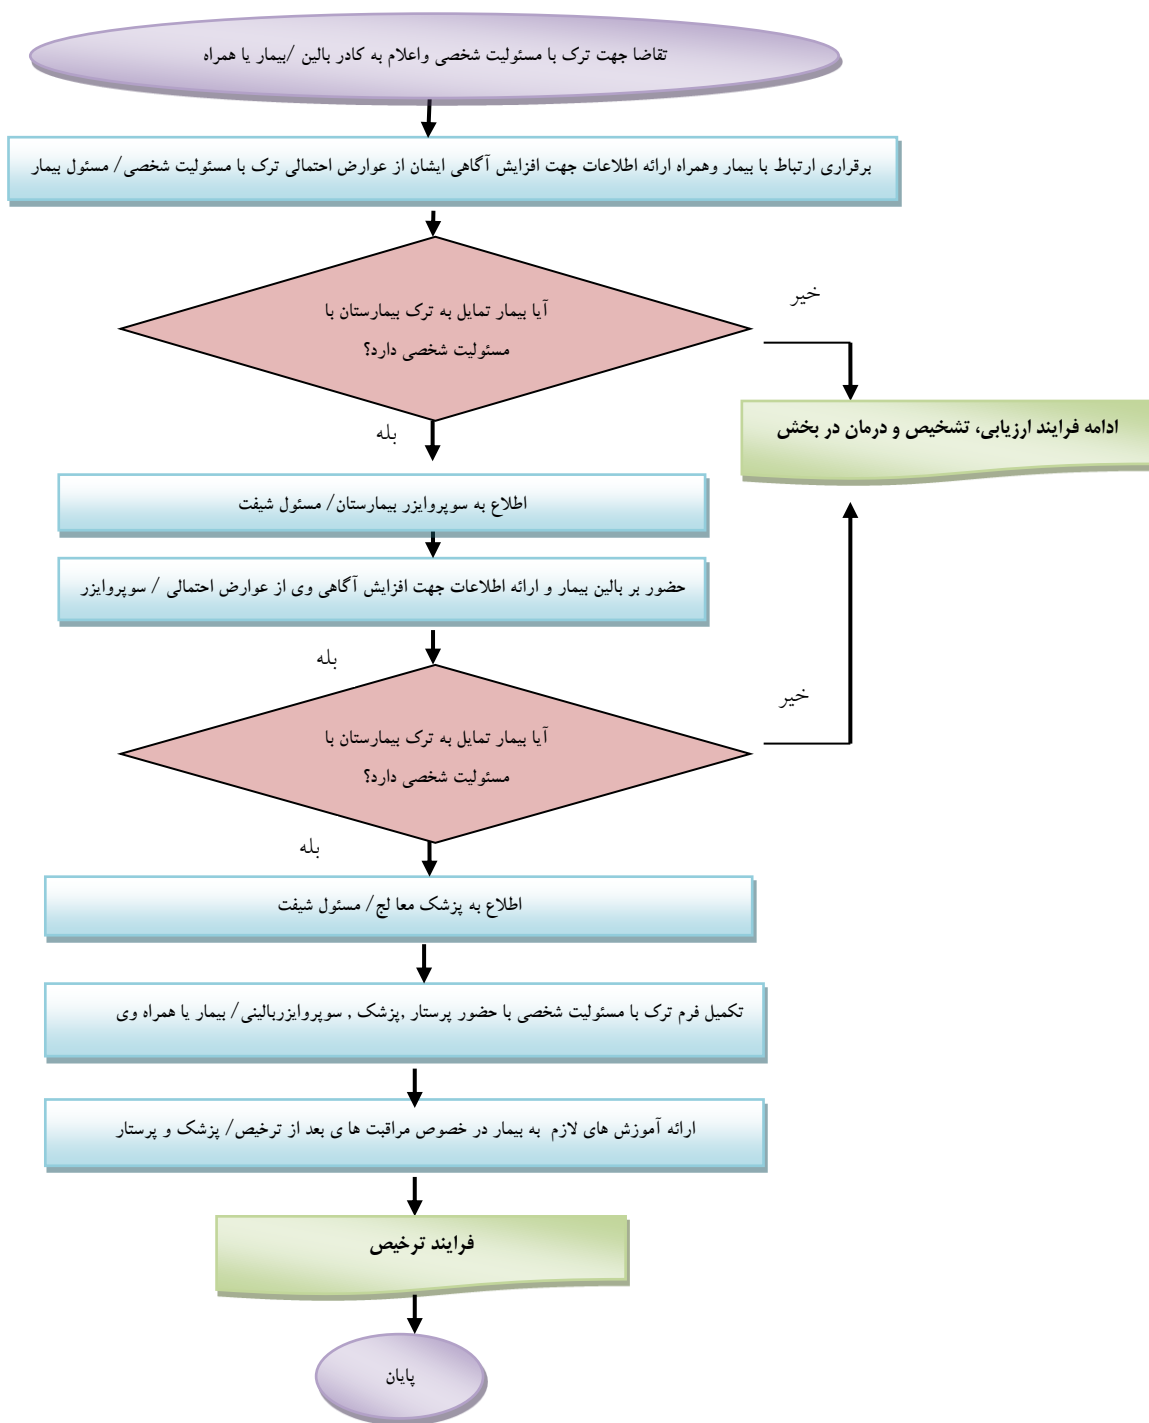 تقاضا جهت ترک با مسئولیت شخصی واعلام به کادر بالین /بیمار یا همراه
برقراری ارتباط با بیمار وهمراه ارائه اطلاعات جهت افزایش آگاهی ایشان از عوارض احتمالی ترک با مسئولیت شخصی/ مسئول بیمار
آیا بیمار تمایل به ترک بیمارستان با
مسئولیت شخصی دارد؟
خیر
ادامه فرایند ارزیابی، تشخیص و درمان در بخش
بله
اطلاع به سوپروایزر بیمارستان/ مسئول شیفت
حضور بر بالین بیمار و ارائه اطلاعات جهت افزایش آگاهی وی از عوارض احتمالی / سوپروایزر
بله
آیا بیمار تمایل به ترک بیمارستان با
مسئولیت شخصی دارد؟
خیر
بله
اطلاع به پزشک معا لج/ مسئول شیفت
تکمیل فرم ترک با مسئولیت شخصی با حضور پرستار ,پزشک , سوپروایزربالینی/ بیمار یا همراه وی
ارائه آموزش های لازم به بیمار در خصوص مراقبت ها ی بعد از ترخیص/ پزشک و پرستار
فرایند ترخیص
پایان